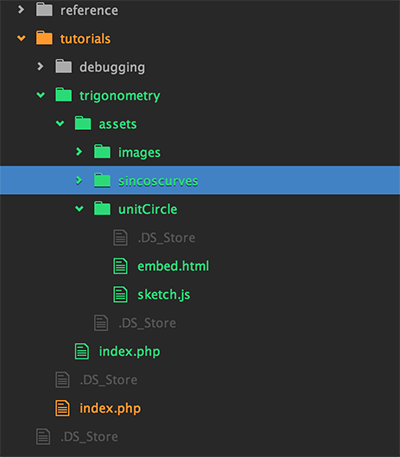 reference
tutorials
debugging
trigonometry
assets
images
sincoscurves
unitCircle
.DS_Store
embed.html
sketch.js
.DS_Store
index.php
.DS_Store
index.php
.DS_Store